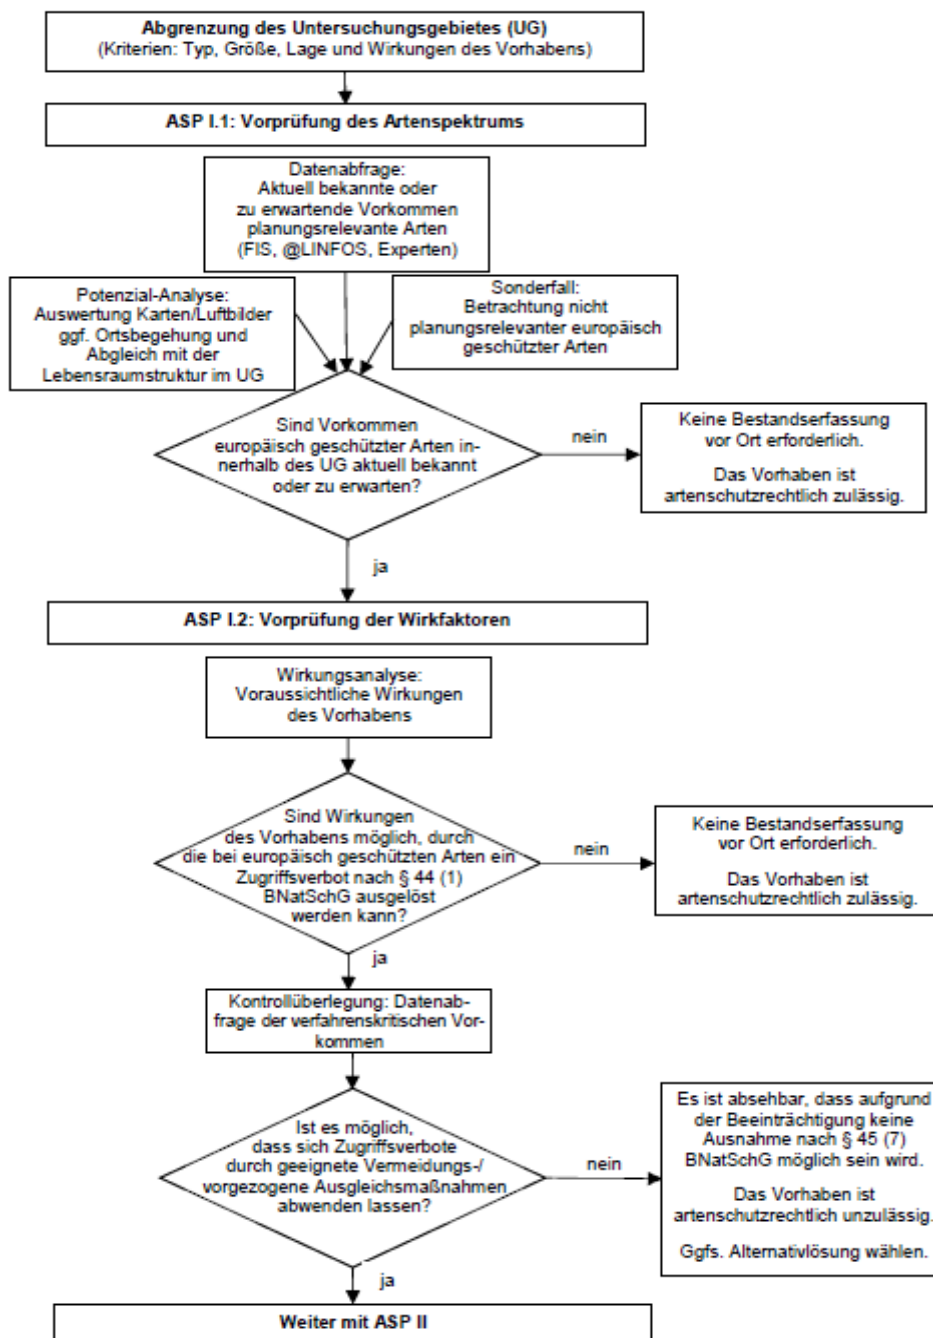 Abgrenzung des Untersuchungsgebietes (UG)
(Kriterien: Typ, Größe, Lage und Wirkungen des Vorhabens)
ASP I.1: Vorprüfung des Artenspektrums
Datenabfrage:
Aktuell bekannte oder
zu erwartende Vorkommen
planungsrelevante Arten
(FIS, @LINFOS, Experten)
Potenzial-Analyse:
Auswertung Karten/Luftbilder
ggf. Ortsbegehung und
Abgleich mit der
Lebensraumstruktur im UG
Sonderfall:
Betrachtung nicht
planungsrelevanter europäisch
geschützter Arten
Sind Vorkommen
europäisch geschützter Arten in-
nerhalb des UG aktuell bekannt
oder zu erwarten?
nein
Keine Bestandserfassung
vor Ort erforderlich.
Das Vorhaben ist
artenschutzrechtlich zulässig.
ja
ASP I.2: Vorprüfung der Wirkfaktoren
Wirkungsanalyse:
Voraussichtliche Wirkungen
des Vorhabens
Sind Wirkungen
des Vorhabens möglich, durch
die bei europäisch geschützten Arten ein
Zugriffsverbot nach § 44 (1)
BNatSchG ausgelöst
werden kann?
nein
Keine Bestandserfassung
vor Ort erforderlich.
Das Vorhaben ist
artenschutzrechtlich zulässig.
ja
Kontrollüberlegung: Datenab-
frage der verfahrenskritischen Vor-
kommen
Ist es möglich,
dass sich Zugriffsverbote
durch geeignete Vermeidungs-/
vorgezogene Ausgleichsmaßnahmen
abwenden lassen?
nein
Es ist absehbar, dass aufgrund
der Beeinträchtigung keine
Ausnahme nach § 45 (7)
BNatSchG möglich sein wird.
Das Vorhaben ist
artenschutzrechtlich unzulässig.
Ggfs. Alternativlösung wählen.
ja
Weiter mit ASP II